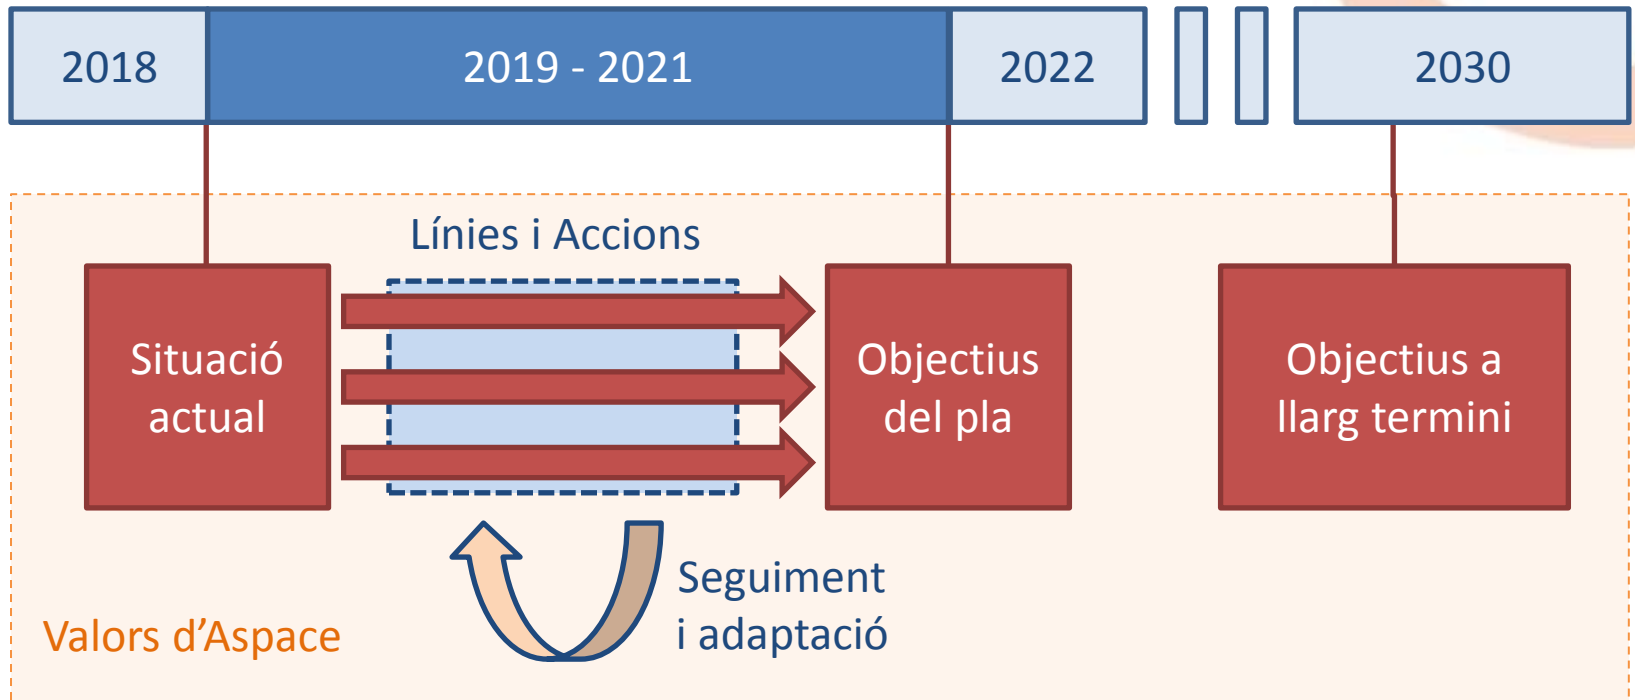 2018
2019 - 2021
2022
2030
Línies i Accions
Situació
actual
Objectius
del pla
Objectius a
llarg termini
Seguiment
i adaptació
Valors d’Aspace